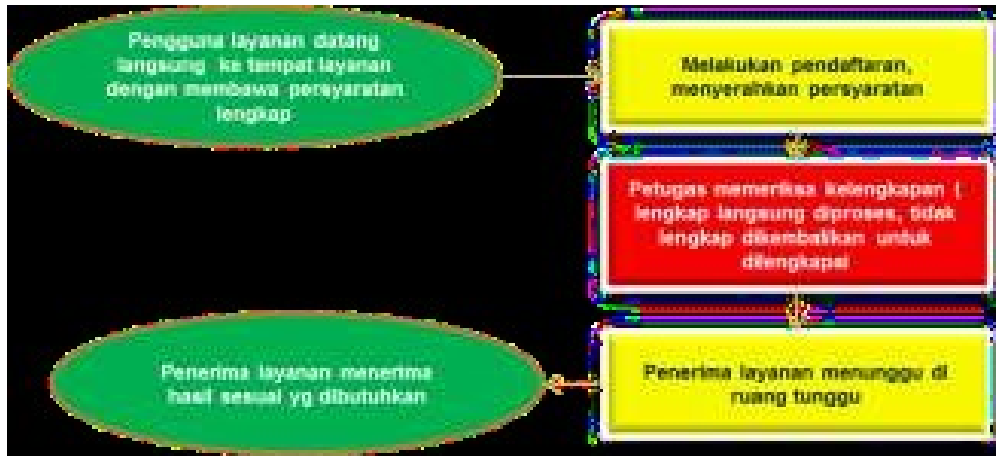 Pengguna layanan datang
langsung ke tempat layanan
dengan membawa persyaratan
lengkap
Melakukan pendaftaran,
menyerahkan persyaratan
Petugas memeriksa kelengkapan (
lengkap langsung diproses, tidak
lengkap dikembalikan untuk
dilengkapai
Penerima layanan menunggu di
ruang tunggu
Penerima layanan menerima
hasil sesuai yg dibutuhkan